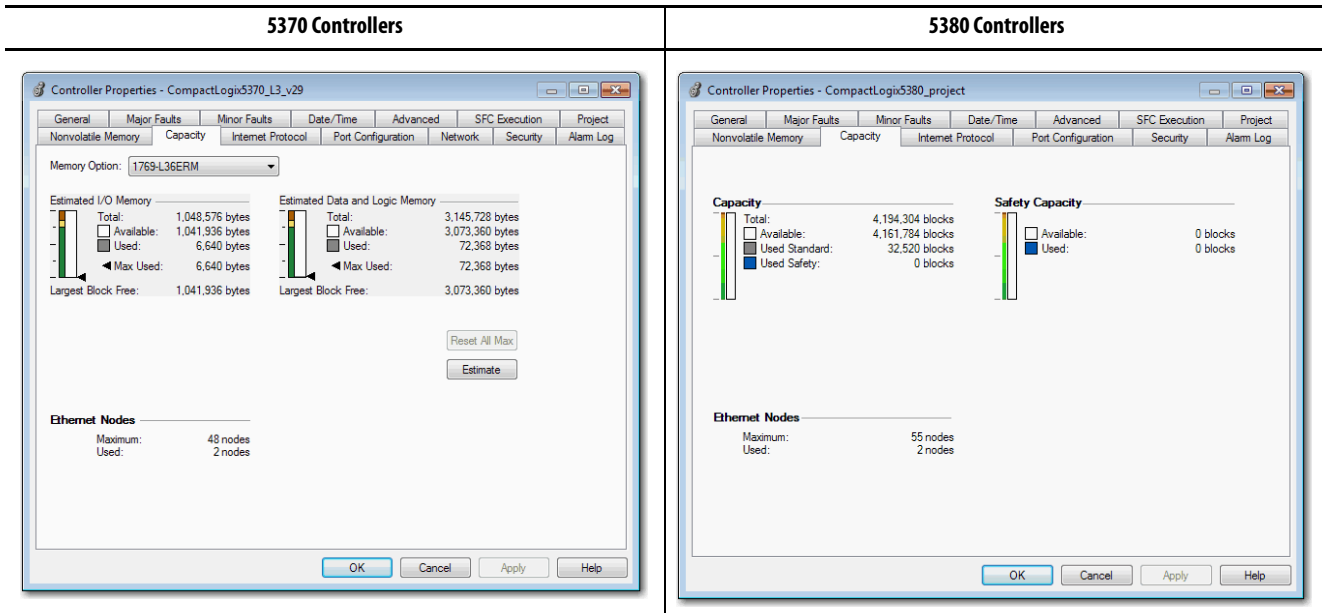 5370 Controllers
5380 Controllers
Controller Properties - CompactLogix5370_L3_v29
General Major Faults Minor Faults Date/Time Advanced SFC Execution Project
Nonvolatile Memory Capacity Internet Protocol Port Configuration Network Security Alarm Log
Memory Option: 1769-L36ERM
Estimated I/O Memory
Total: 1,048,576 bytes
Available: 1,041,936 bytes
Used: 6,640 bytes
Max Used: 6,640 bytes
Largest Block Free: 1,041,936 bytes
Estimated Data and Logic Memory
Total: 3,145,728 bytes
Available: 3,073,360 bytes
Used: 72,368 bytes
Max Used: 72,368 bytes
Largest Block Free: 3,073,360 bytes
Reset All Max
Estimate
Ethernet Nodes
Maximum: 48 nodes
Used: 2 nodes
OK Cancel Apply Help
Controller Properties - CompactLogix5380_project
General Major Faults Minor Faults Date/Time Advanced SFC Execution Project
Nonvolatile Memory Capacity Internet Protocol Port Configuration Security Alarm Log
Capacity
Total: 4,194,304 blocks
Available: 4,161,784 blocks
Used Standard: 32,520 blocks
Used Safety: 0 blocks
Safety Capacity
Available: 0 blocks
Used: 0 blocks
Ethernet Nodes
Maximum: 55 nodes
Used: 2 nodes
OK Cancel Apply Help